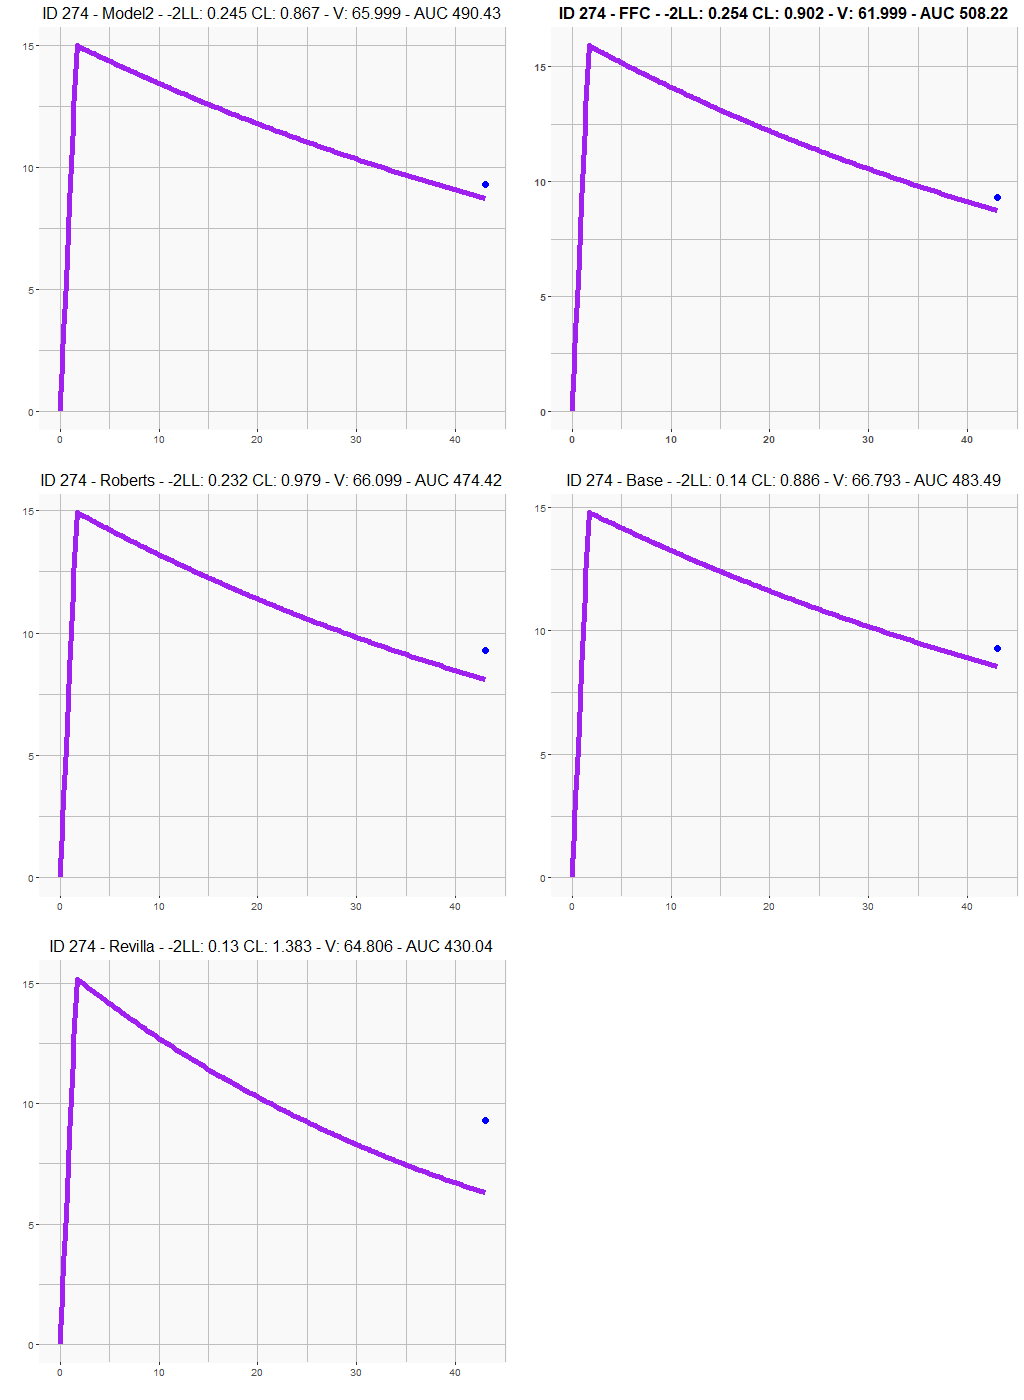 ID 274 - Model2 - -2LL: 0.245 CL: 0.867 - V: 65.999 - AUC 490.43
15
10
5
0
0 10 20 30 40
ID 274 - FFC - -2LL: 0.254 CL: 0.902 - V: 61.999 - AUC 508.22
15
10
5
0
0 10 20 30 40
ID 274 - Roberts - -2LL: 0.232 CL: 0.979 - V: 66.099 - AUC 474.42
15
10
5
0
0 10 20 30 40
ID 274 - Base - -2LL: 0.14 CL: 0.886 - V: 66.793 - AUC 483.49
15
10
5
0
0 10 20 30 40
ID 274 - Revilla - -2LL: 0.13 CL: 1.383 - V: 64.806 - AUC 430.04
15
10
5
0
0 10 20 30 40